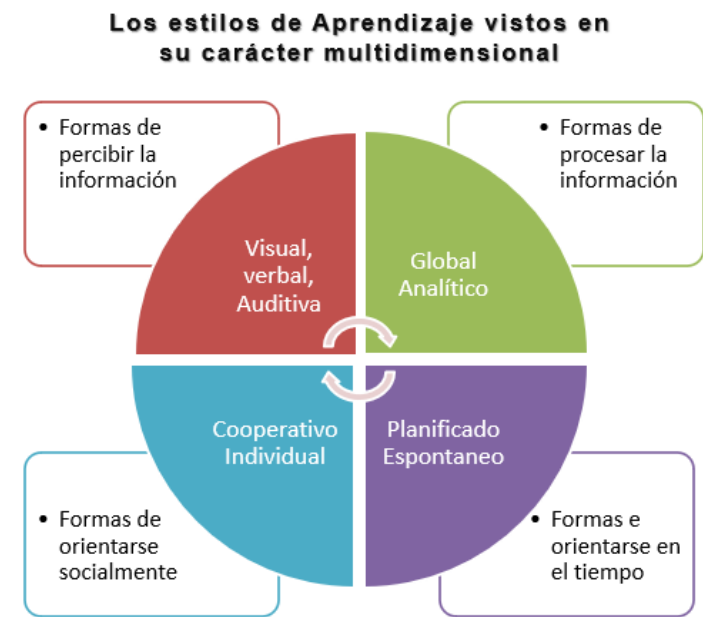 Los estilos de Aprendizaje vistos en
su carácter multidimensional
• Formas de
percibir la
información
• Formas de
procesar la
información
Visual,
verbal,
Auditiva
Global
Analítico
Cooperativo
Individual
Planificado
Espontaneo
• Formas de
orientarse
socialmente
• Formas e
orientarse en
el tiempo